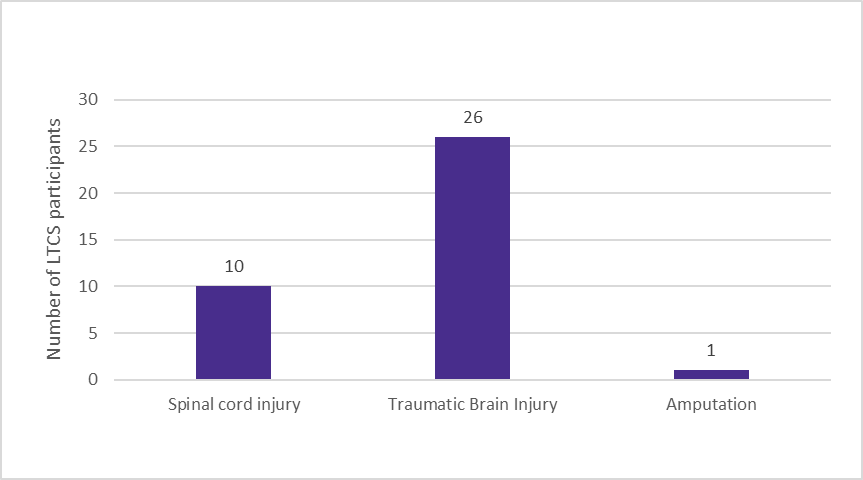 Number of LTCS participants
30
25
20
15
10
5
0
10
26
1
Spinal cord injury
Traumatic Brain Injury
Amputation